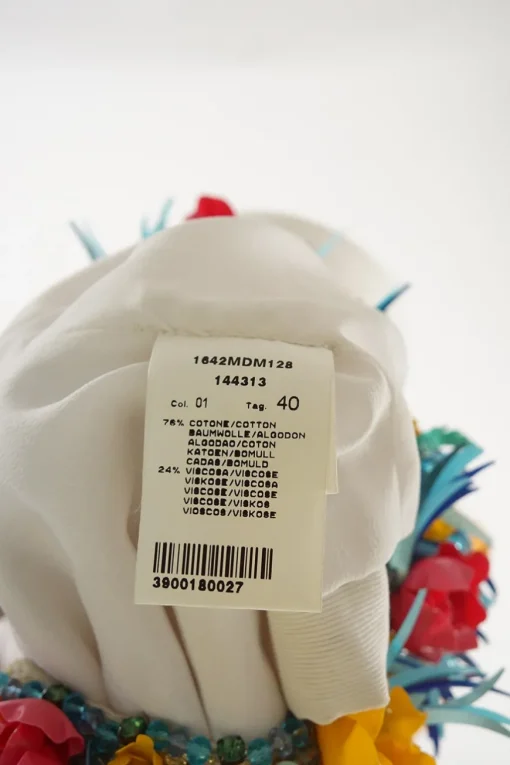 1642MDM128
144313
Col. 01 Tag. 40
76% COTONE/COTTON
BAUMWOLLE/ALGODON
ALGODAO/COTON
KATOEN/BOMULL
CADAS/BOMULD
24% VISCOSA/VISCOSE
VISKOSE/VISCOSA
VISCOSE/VISCOSE
VISCOSE/VISKOS
VIOSCOS/VISKOSE
3900180027